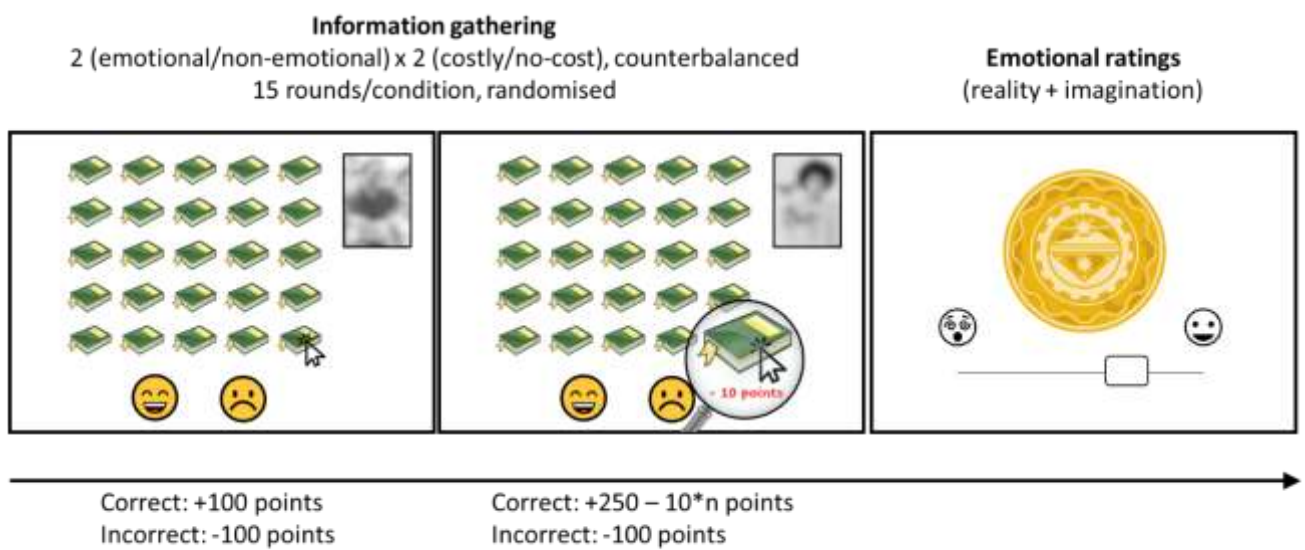 Information gathering
2 (emotional/non-emotional) x 2 (costly/no-cost), counterbalanced
15 rounds/condition, randomised
Emotional ratings
(reality + imagination)
- 10 points
Correct: +100 points
Incorrect: -100 points
Correct: +250 – 10*n points
Incorrect: -100 points